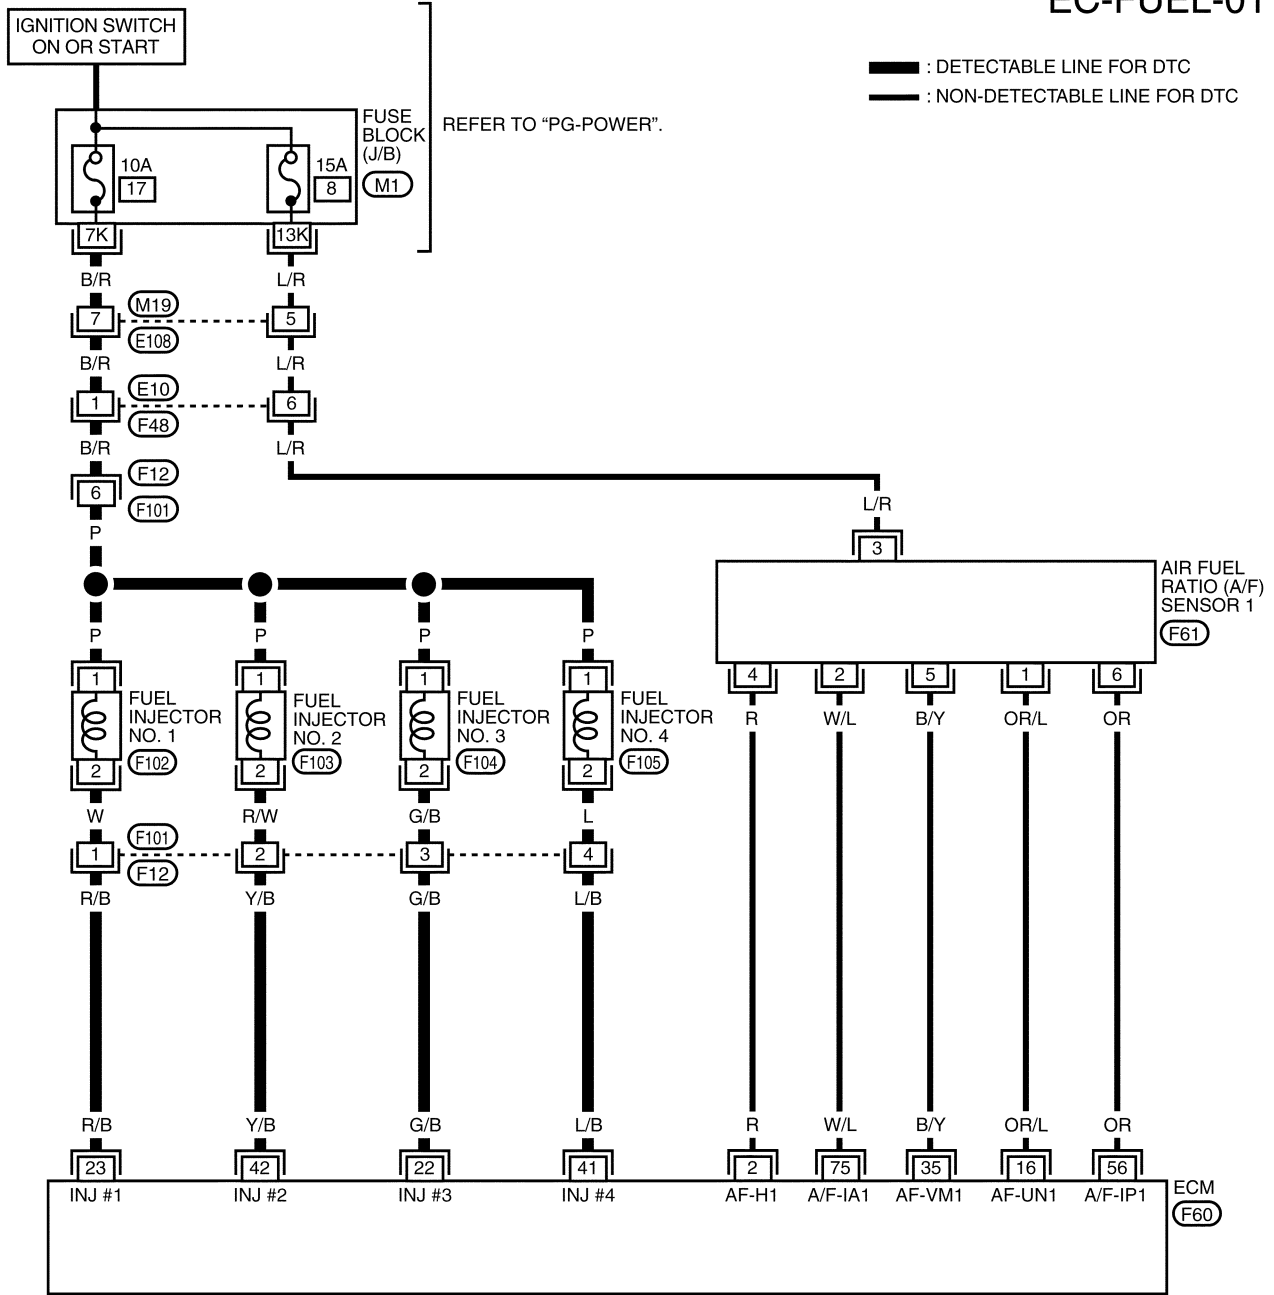 EC-FUEL-01
IGNITION SWITCH
ON OR START
: DETECTABLE LINE FOR DTC
: NON-DETECTABLE LINE FOR DTC
FUSE
BLOCK
(J/B)
M1
REFER TO “PG-POWER”.
10A
17
15A
8
7K
13K
B/R
L/R
M19
7
5
E108
B/R
L/R
E10
1
6
F48
B/R
L/R
F12
6
F101
P
L/R
3
AIR FUEL
RATIO (A/F)
SENSOR 1
F61
P
P
P
P
1
1
1
1
4
2
5
1
6
FUEL
INJECTOR
NO. 1
F102
FUEL
INJECTOR
NO. 2
F103
FUEL
INJECTOR
NO. 3
F104
FUEL
INJECTOR
NO. 4
F105
R
W/L
B/Y
OR/L
OR
2
2
2
2
W
R/W
G/B
L
F101
1
2
3
4
F12
R/B
Y/B
G/B
L/B
R/B
Y/B
G/B
L/B
R
W/L
B/Y
OR/L
OR
23
42
22
41
2
75
35
16
56
INJ #1
INJ #2
INJ #3
INJ #4
AF-H1
A/F-IA1
AF-VM1
AF-UN1
A/F-IP1
ECM
F60